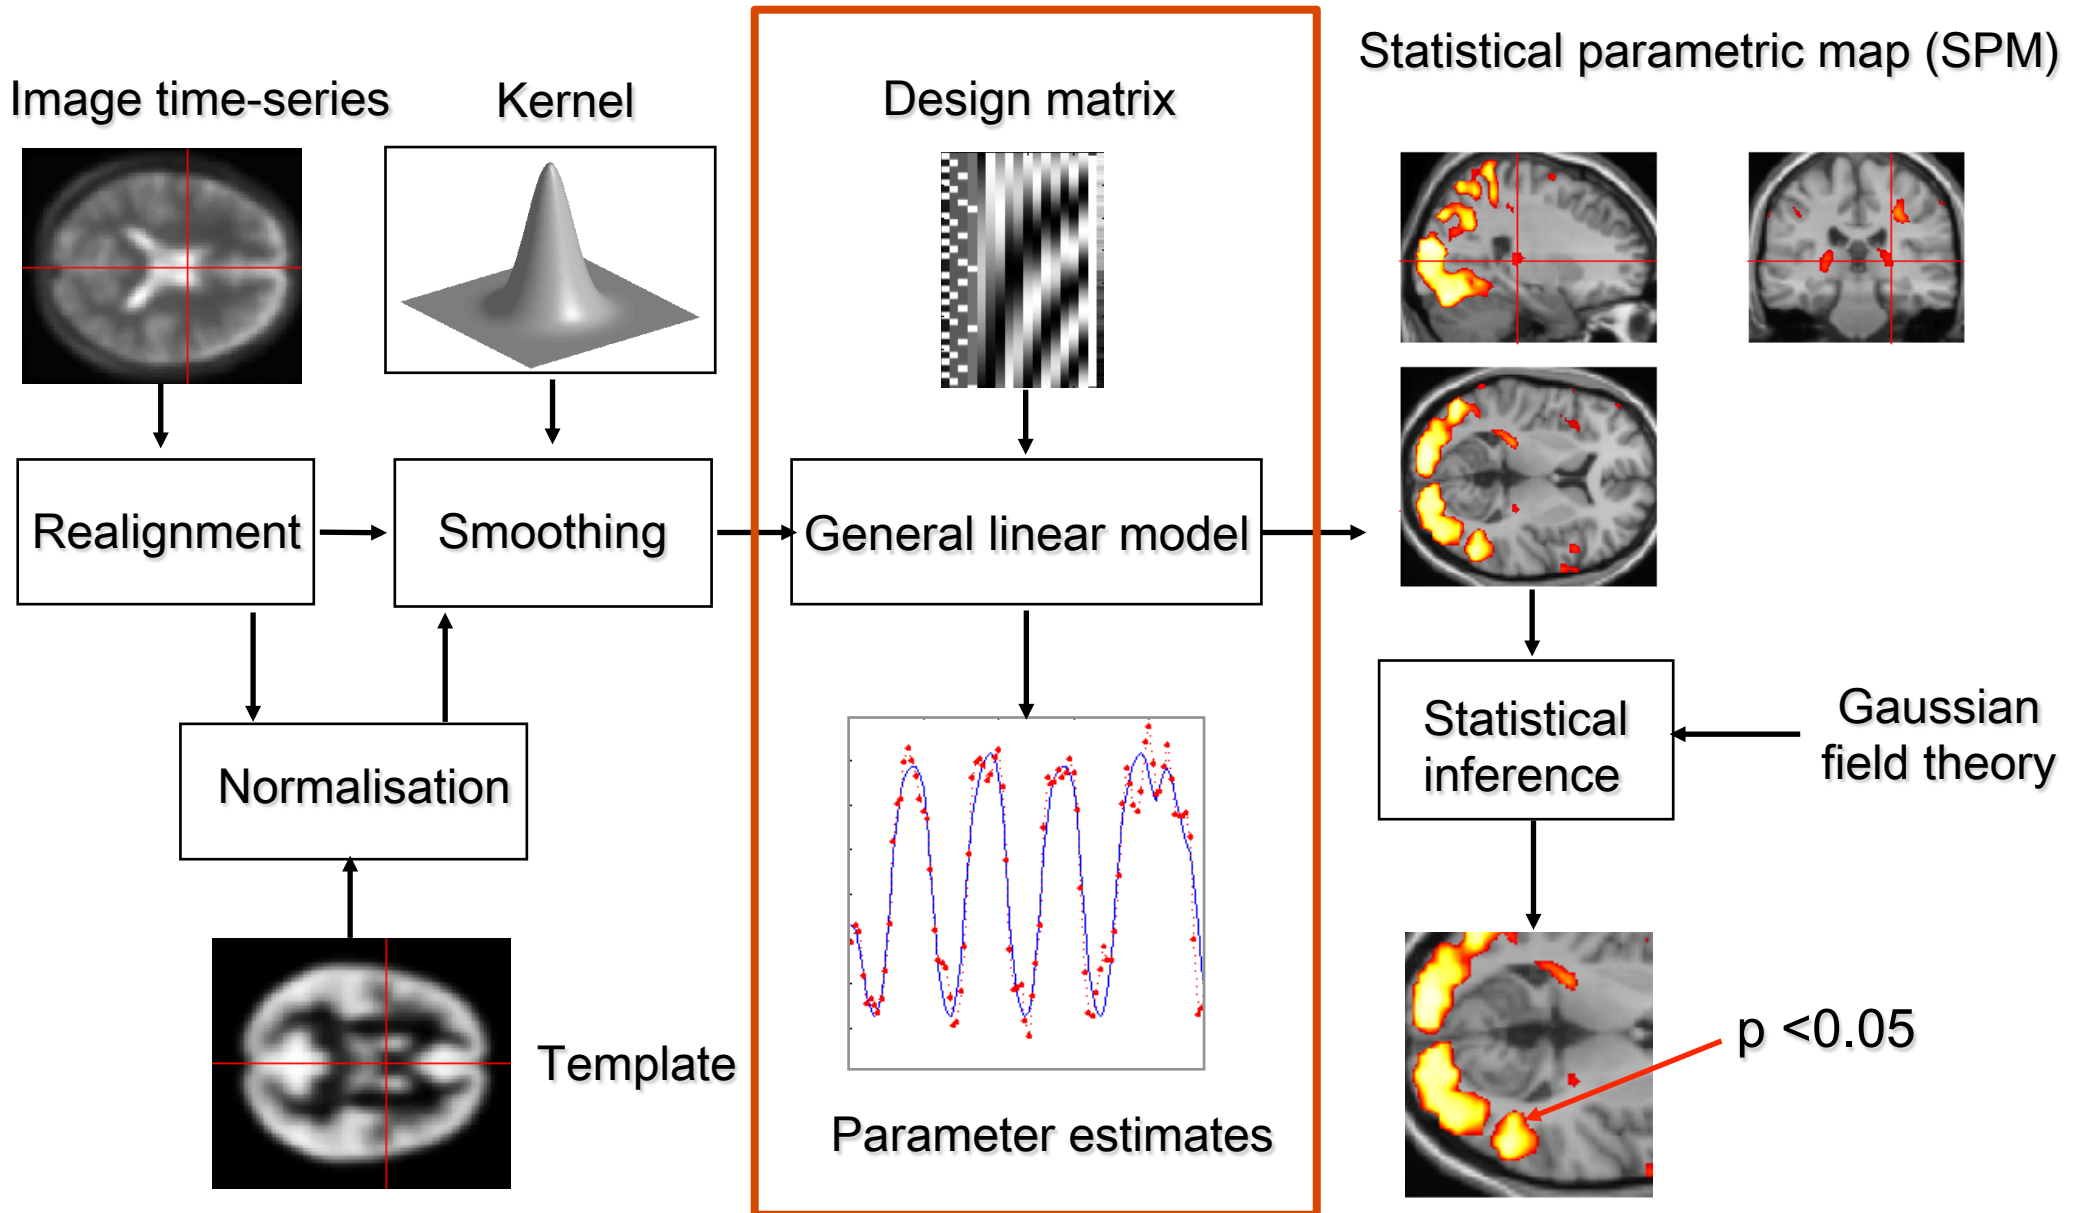 Image time-series
Kernel
Design matrix
Statistical parametric map (SPM)
Realignment
Smoothing
General linear model
Normalisation
Statistical
inference
Gaussian
field theory
Template
Parameter estimates
p <0.05